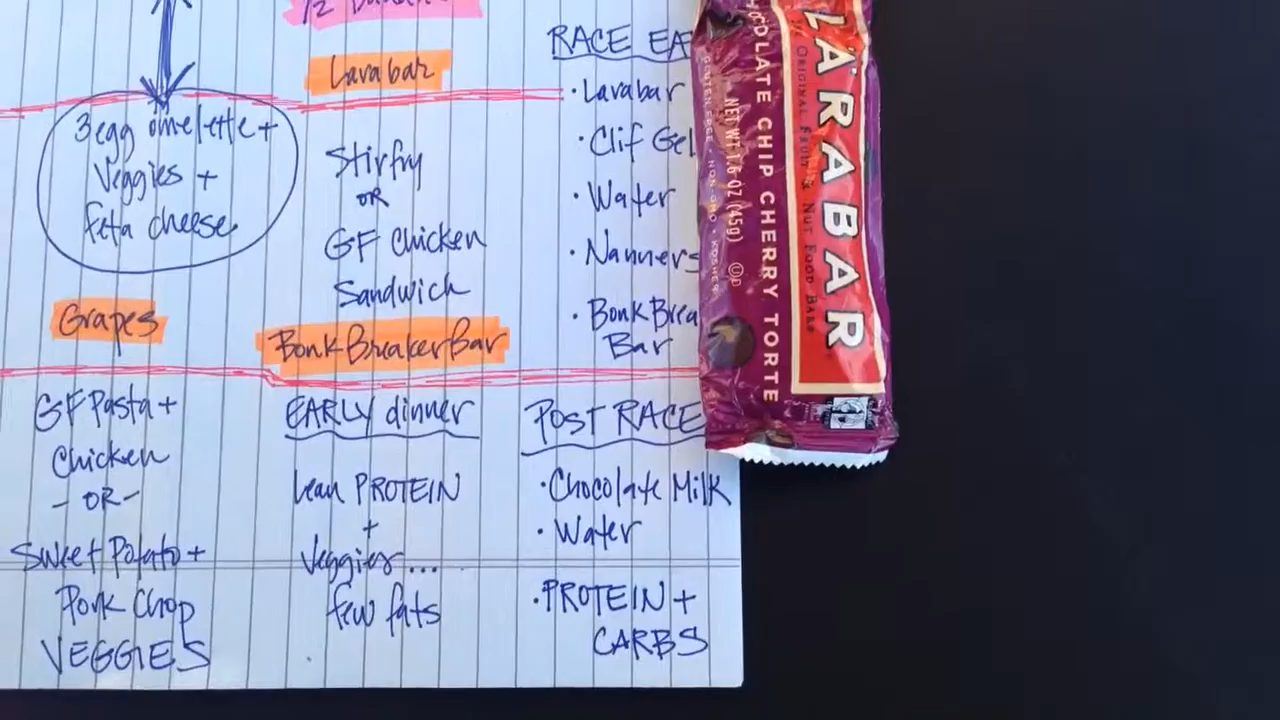 1/2 banana
Larabar
3 egg omelette +
Veggies +
feta cheese
Grapes
Stirfry
OR
GF Chicken
Sandwich
BonkBreakerBar
RACE EA
· Larabar
· Clif Gel
· Water
· Nanners
· Bonk Brea
Bar
GF Pasta +
Chicken
- OR -
Sweet Potato +
Pork Chop
VEGGIES
EARLY dinner
Lean PROTEIN
+
Veggies...
few fats
POST RACE
· Chocolate Milk
· Water
· PROTEIN +
CARBS
LÄRABAR
ORIGINAL FRUIT & NUT FOOD BAR
CHOCOLATE CHIP CHERRY TORTE
NET WT 1.6 OZ (45g)
GLUTEN FREE · NON-GMO · KOSHER